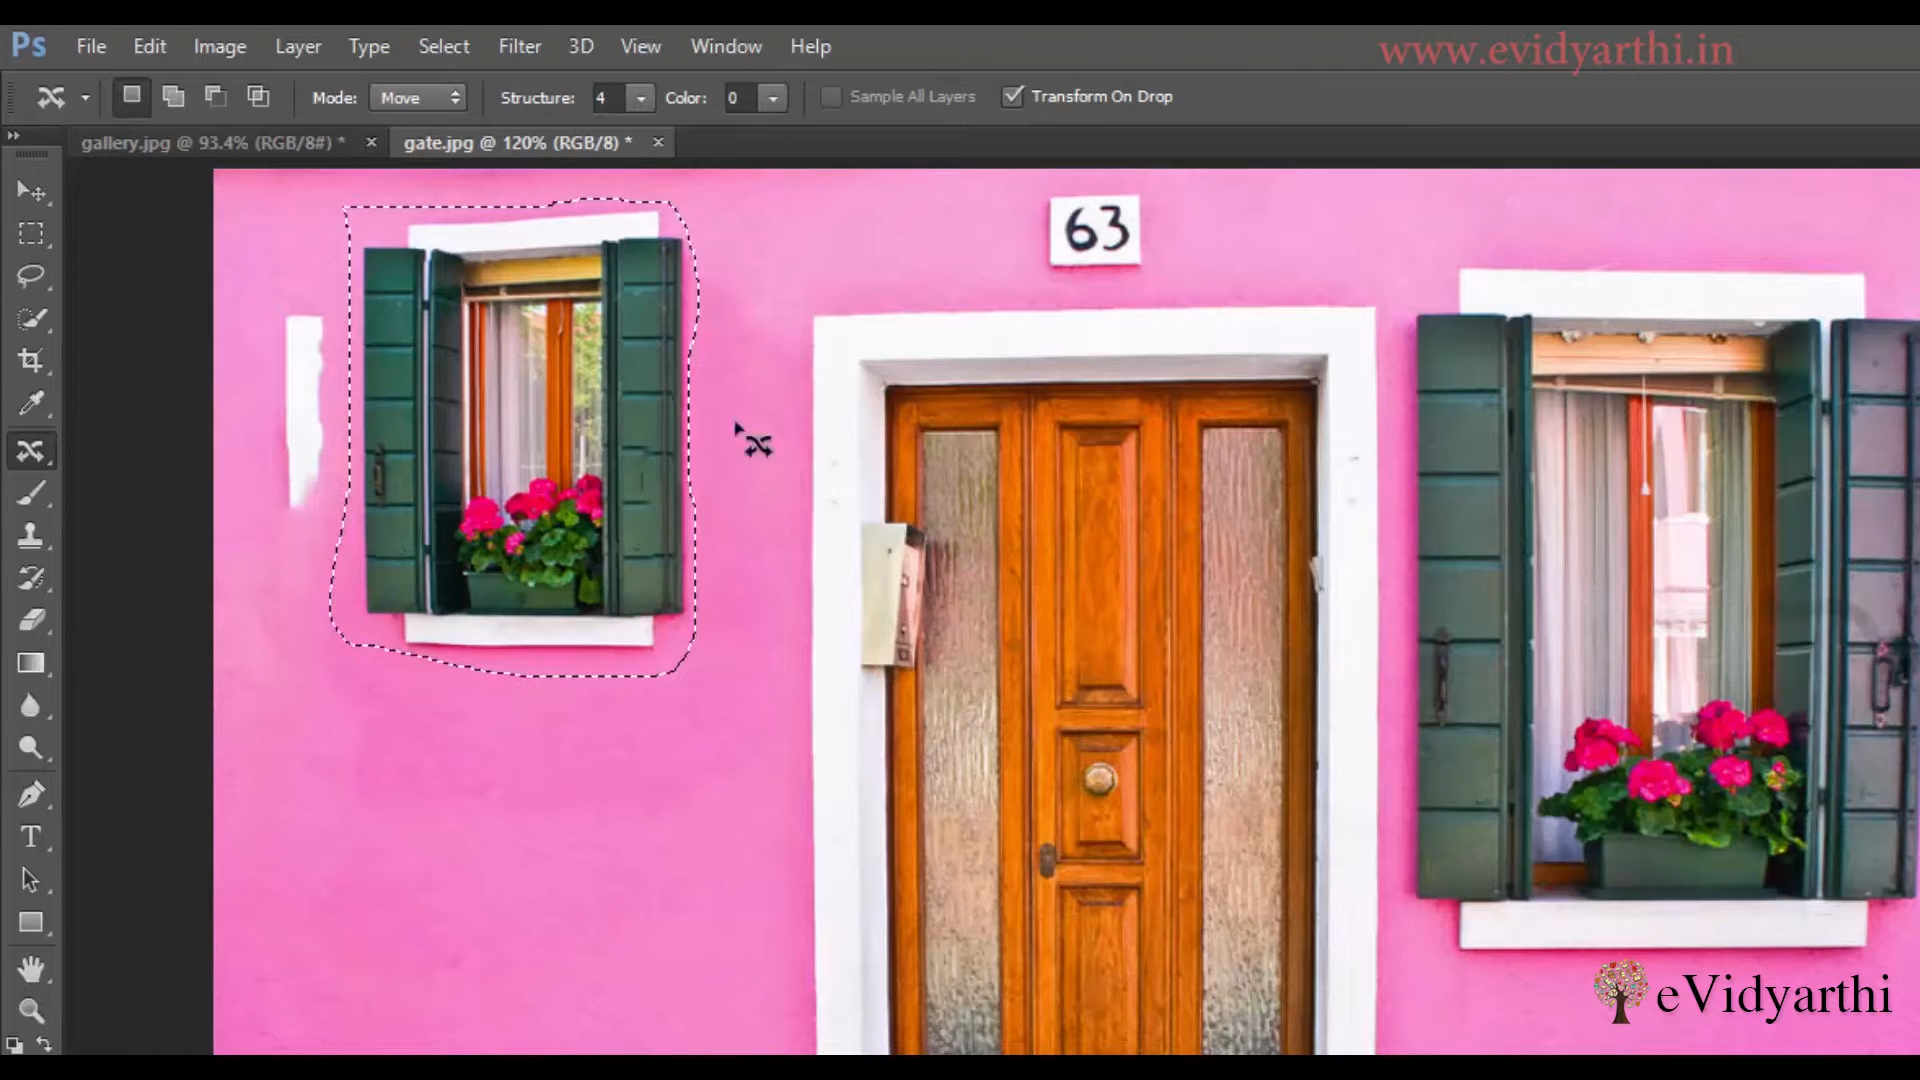 Ps File Edit Image Layer Type Select Filter 3D View Window Help
www.evidyarthi.in
Mode: Move Structure: 4 Color: 0 Sample All Layers Transform On Drop
gallery.jpg @ 93.4% (RGB/8#) * gate.jpg @ 120% (RGB/8) *
63
T
eVidyarthi